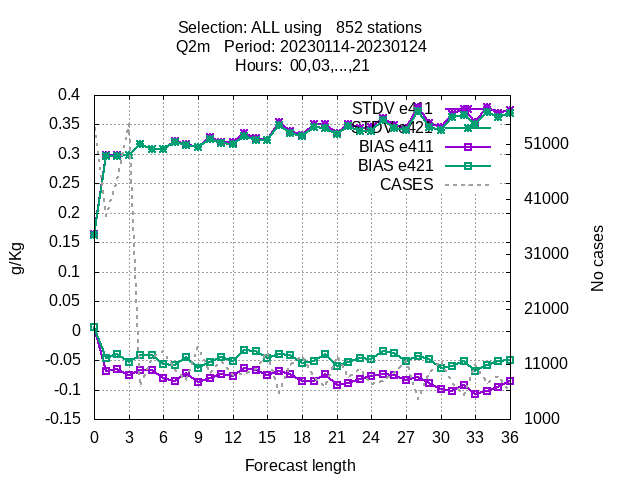 Selection: ALL using   852 stations
Q2m   Period: 20230114-20230124
Hours:  00,03,...,21
0.4
0.35
0.3
0.25
0.2
0.15
0.1
0.05
0
-0.05
-0.1
-0.15
g/Kg
STDV e411
STDV e421
BIAS e411
BIAS e421
CASES
51000
41000
31000
21000
11000
1000
No cases
0 3 6 9 12 15 18 21 24 27 30 33 36
Forecast length